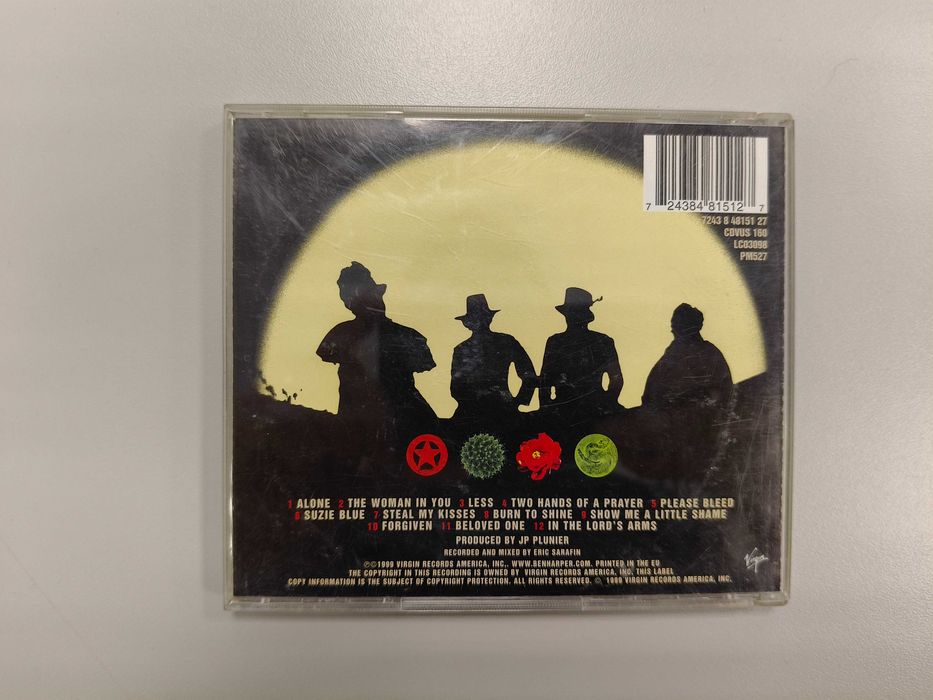 7 24384 81512 7
7243 8 48151 27
CDVUS 160
LC03098
PM527
1 ALONE 2 THE WOMAN IN YOU 3 LESS 4 TWO HANDS OF A PRAYER 5 PLEASE BLEED
6 SUZIE BLUE 7 STEAL MY KISSES 8 BURN TO SHINE 9 SHOW ME A LITTLE SHAME
10 FORGIVEN 11 BELOVED ONE 12 IN THE LORD'S ARMS
PRODUCED BY JP PLUNIER
RECORDED AND MIXED BY ERIC SARAFIN
℗©1999 VIRGIN RECORDS AMERICA, INC,. WWW.BENHARPER.COM. PRINTED IN THE EU
THE COPYRIGHT IN THIS RECORDING IS OWNED BY VIRGIN RECORDS AMERICA, INC. THIS LABEL
COPY INFORMATION IS THE SUBJECT OF COPYRIGHT PROTECTION. ALL RIGHTS RESERVED. © 1999 VIRGIN RECORDS AMERICA, INC.
Virgin